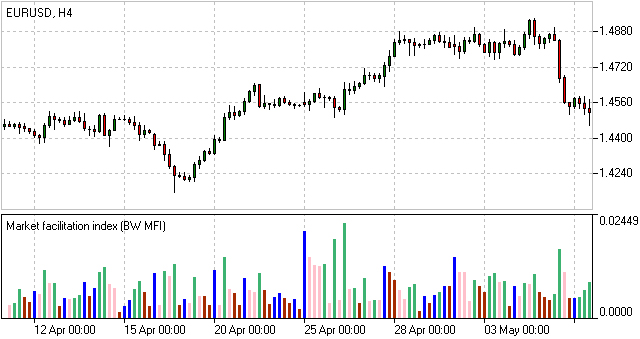 EURUSD, H4
1.4880
1.4720
1.4560
1.4400
1.4240
Market facilitation index (BW MFI)
0.02449
0.0000
12 Apr 00:00 15 Apr 00:00 20 Apr 00:00 25 Apr 00:00 28 Apr 00:00 03 May 00:00